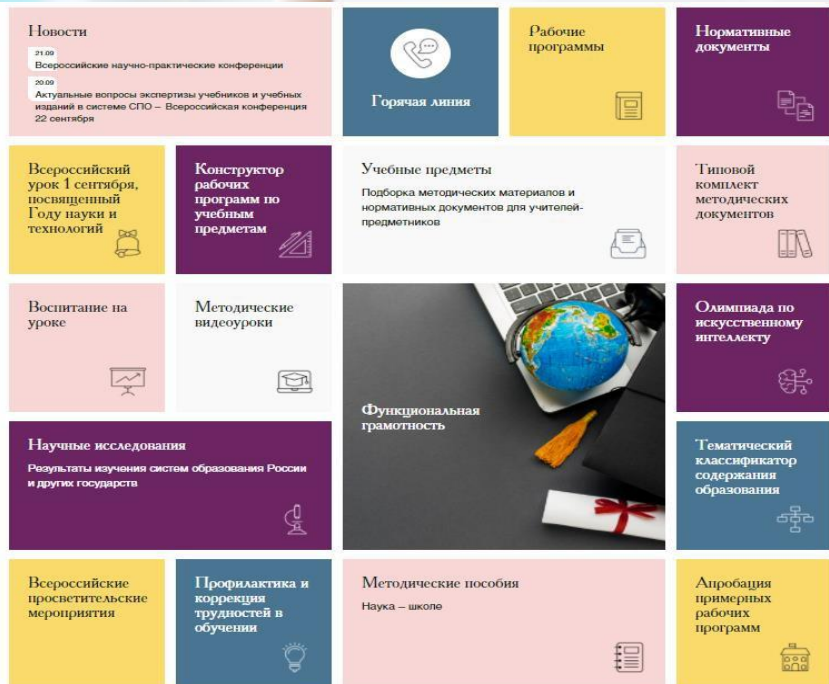 Новости
21.09
Всероссийские научно-практические конференции
20.09
Актуальные вопросы экспертизы учебников и учебных
изданий в системе СПО – Всероссийская конференция
22 сентября
Горячая линия
Рабочие
программы
Нормативные
документы
Всероссийский
урок 1 сентября,
посвященный
Году науки и
технологий
Конструктор
рабочих
программ по
учебным
предметам
Учебные предметы
Подборка методических материалов и
нормативных документов для учителей-
предметников
Типовой
комплект
методических
документов
Воспитание на
уроке
Методические
видеоуроки
Функциональная
грамотность
Олимпиада по
искусственному
интеллекту
Научные исследования
Результаты изучения систем образования России
и других государств
Тематический
классификатор
содержания
образования
Всероссийские
просветительские
мероприятия
Профилактика и
коррекция
трудностей в
обучении
Методические пособия
Наука – школе
Апробация
примерных
рабочих
программ